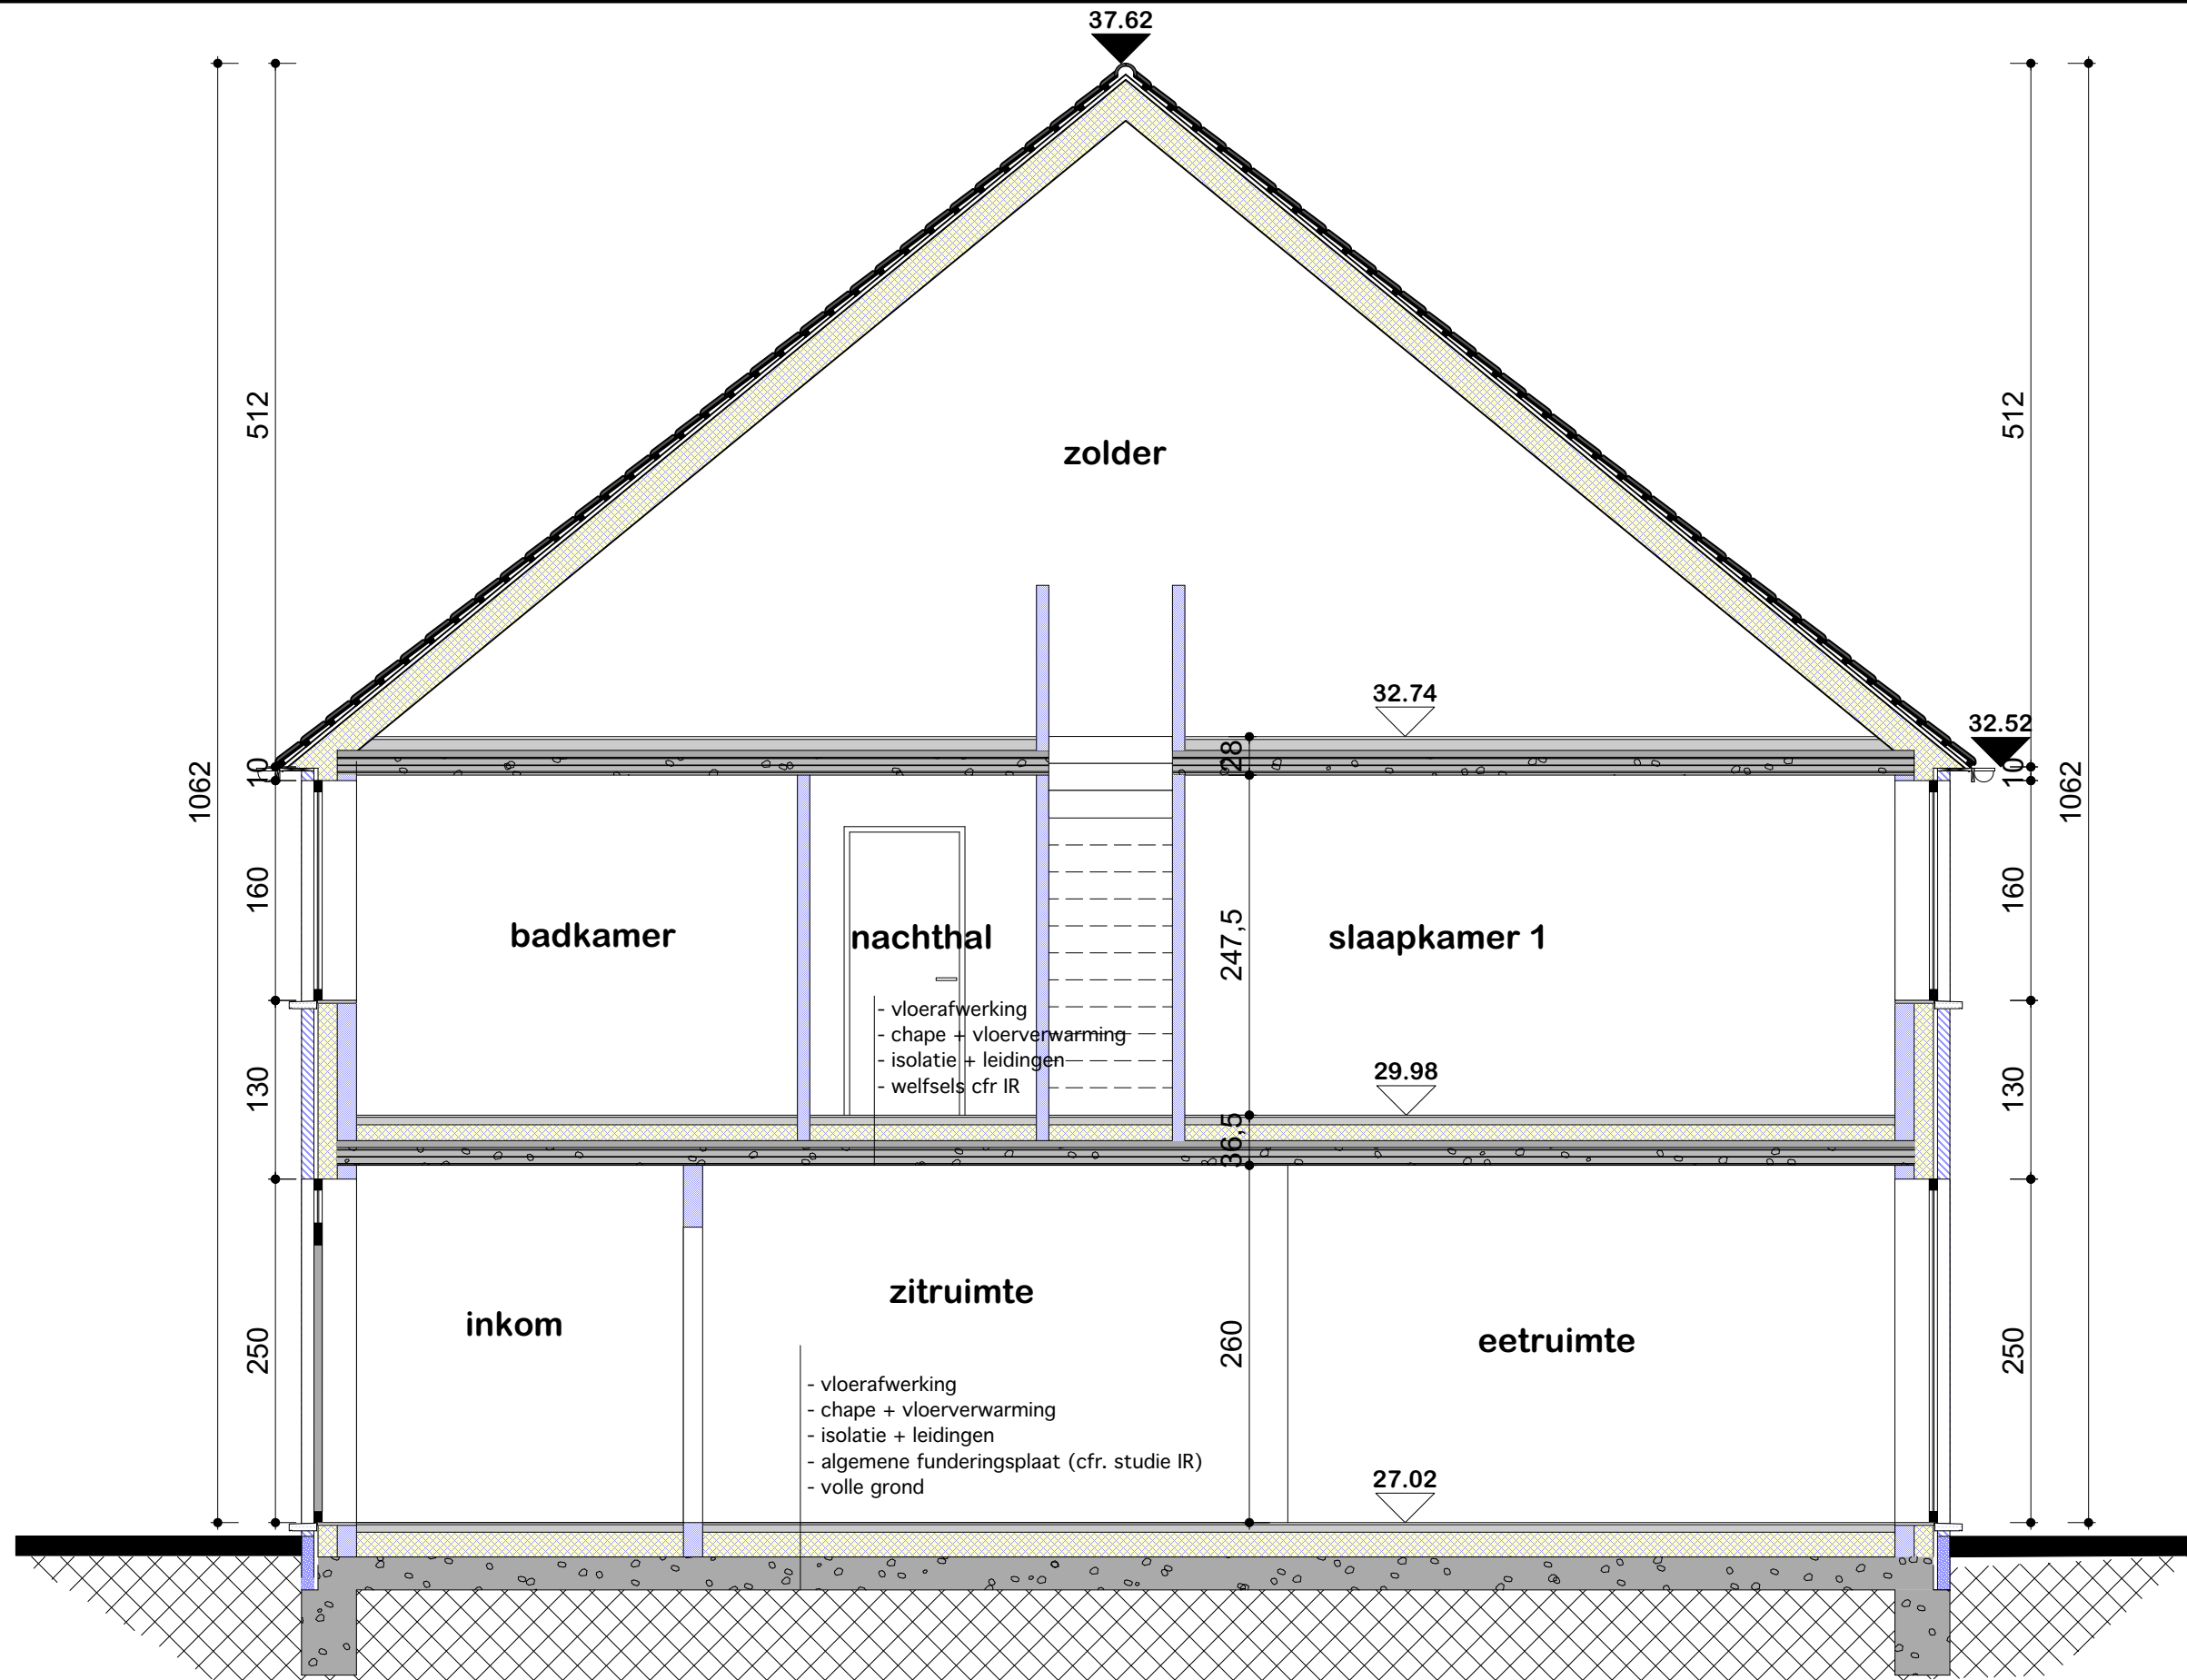 37.62
512
512
zolder
32.74
32.52
28
10
10
1062
1062
160
160
badkamer
nachthal
247,5
slaapkamer 1
- vloerafwerking
- chape + vloerverwarming
- isolatie + leidingen
- welfsels cfr IR
130
130
29.98
36,5
zitruimte
inkom
eetruimte
250
260
250
- vloerafwerking
- chape + vloerverwarming
- isolatie + leidingen
- algemene funderingsplaat (cfr. studie IR)
- volle grond
27.02